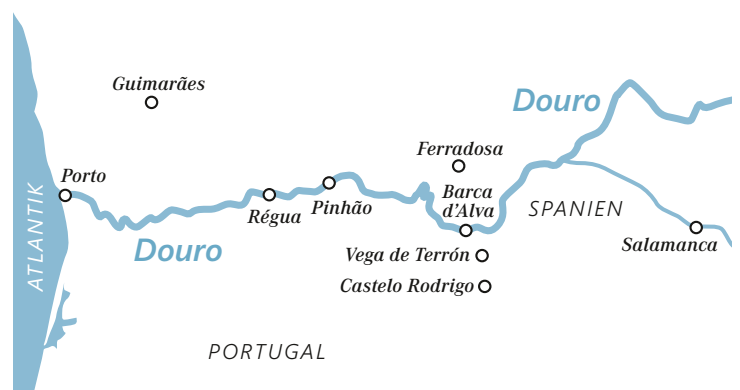 Guimarães
Douro
Ferradosa
Porto
Barca
d'Alva
Régua
Pinhão
SPANIEN
ATLANTIK
Douro
Vega de Terrón
Salamanca
Castelo Rodrigo
PORTUGAL